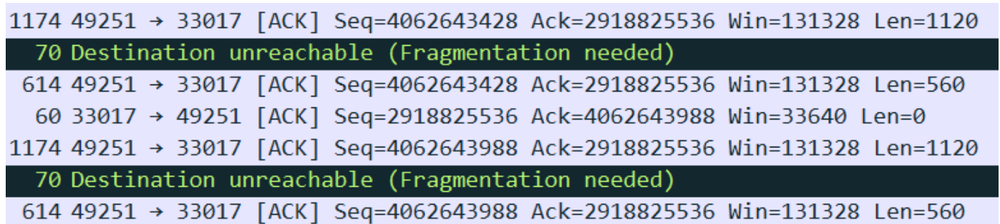 1174 49251 → 33017 [ACK] Seq=4062643428 Ack=2918825536 Win=131328 Len=1120
70 Destination unreachable (Fragmentation needed)
614 49251 → 33017 [ACK] Seq=4062643428 Ack=2918825536 Win=131328 Len=560
60 33017 → 49251 [ACK] Seq=2918825536 Ack=4062643988 Win=33640 Len=0
1174 49251 → 33017 [ACK] Seq=4062643988 Ack=2918825536 Win=131328 Len=1120
70 Destination unreachable (Fragmentation needed)
614 49251 → 33017 [ACK] Seq=4062643988 Ack=2918825536 Win=131328 Len=560